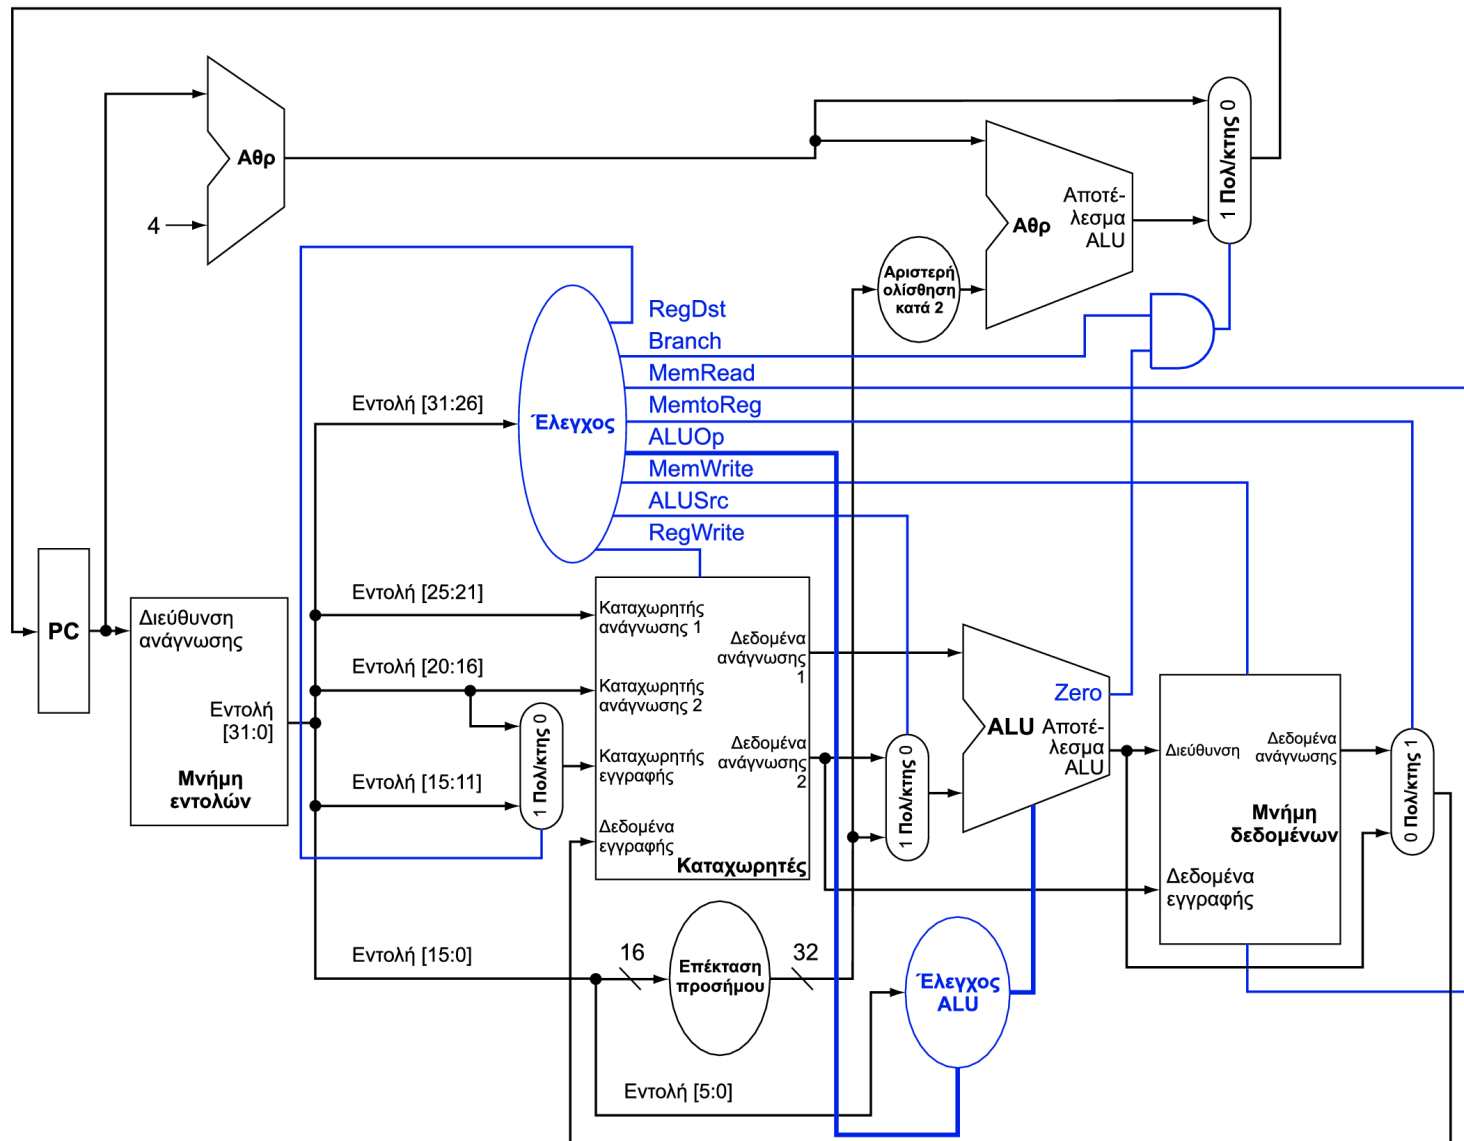 Αθρ
4
1 Πολ/κτης 0
Αθρ
Αποτέ-
λεσμα
ALU
Αριστερή
ολίσθηση
κατά 2
RegDst
Branch
MemRead
MemtoReg
ALUOp
MemWrite
ALUSrc
RegWrite
Έλεγχος
Εντολή [31:26]
PC
Διεύθυνση
ανάγνωσης
Εντολή
[31:0]
Μνήμη
εντολών
Εντολή [25:21]
Εντολή [20:16]
Εντολή [15:11]
1 Πολ/κτης 0
Καταχωρητής
ανάγνωσης 1
Καταχωρητής
ανάγνωσης 2
Καταχωρητής
εγγραφής
Δεδομένα
εγγραφής
Δεδομένα
ανάγνωσης
1
Δεδομένα
ανάγνωσης
2
Καταχωρητές
1 Πολ/κτης 0
Zero
ALU
Αποτέ-
λεσμα
ALU
Διεύθυνση
Δεδομένα
ανάγνωσης
Μνήμη
δεδομένων
Δεδομένα
εγγραφής
0 Πολ/κτης 1
Εντολή [15:0]
16
Επέκταση
προσήμου
32
Έλεγχος
ALU
Εντολή [5:0]